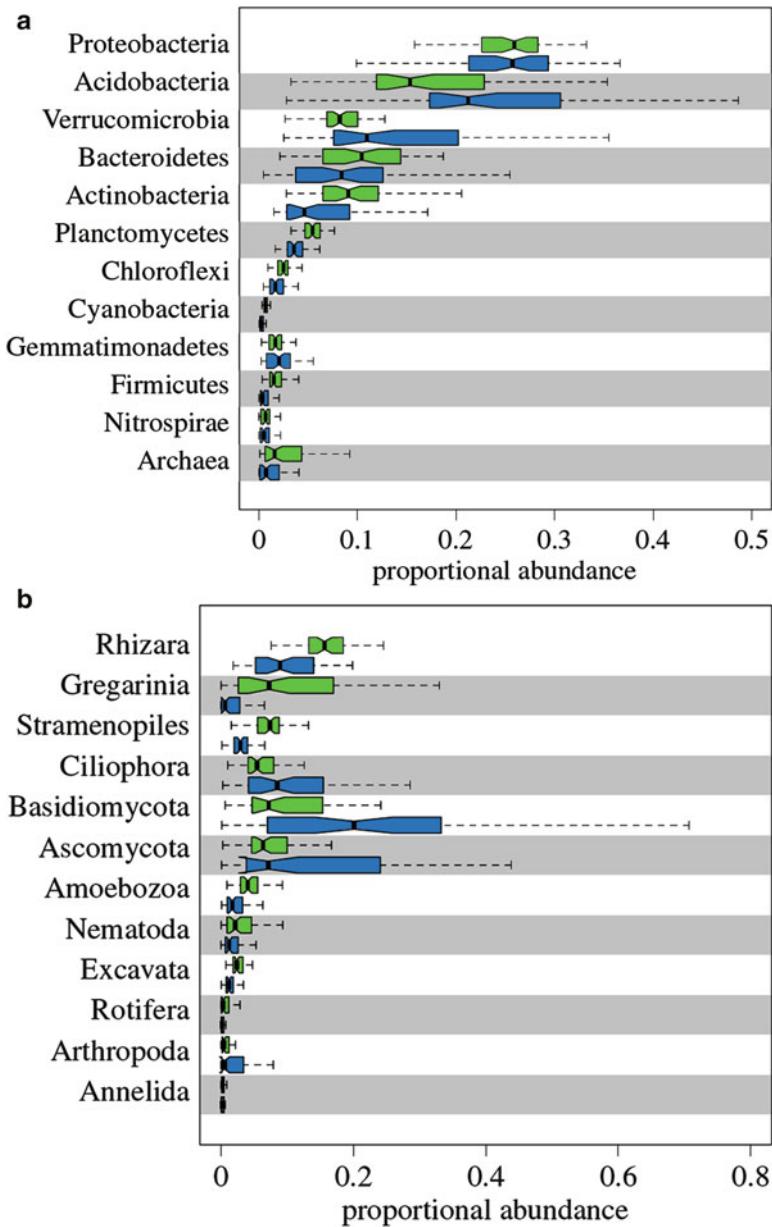 a
Proteobacteria
Acidobacteria
Verrucomicrobia
Bacteroidetes
Actinobacteria
Planctomycetes
Chloroflexi
Cyanobacteria
Gemmatimonadetes
Firmicutes
Nitrospirae
Archaea
0 0.1 0.2 0.3 0.4 0.5
proportional abundance
b
Rhizara
Gregarinia
Stramenopiles
Ciliophora
Basidiomycota
Ascomycota
Amoebozoa
Nematoda
Excavata
Rotifera
Arthropoda
Annelida
0 0.2 0.4 0.6 0.8
proportional abundance